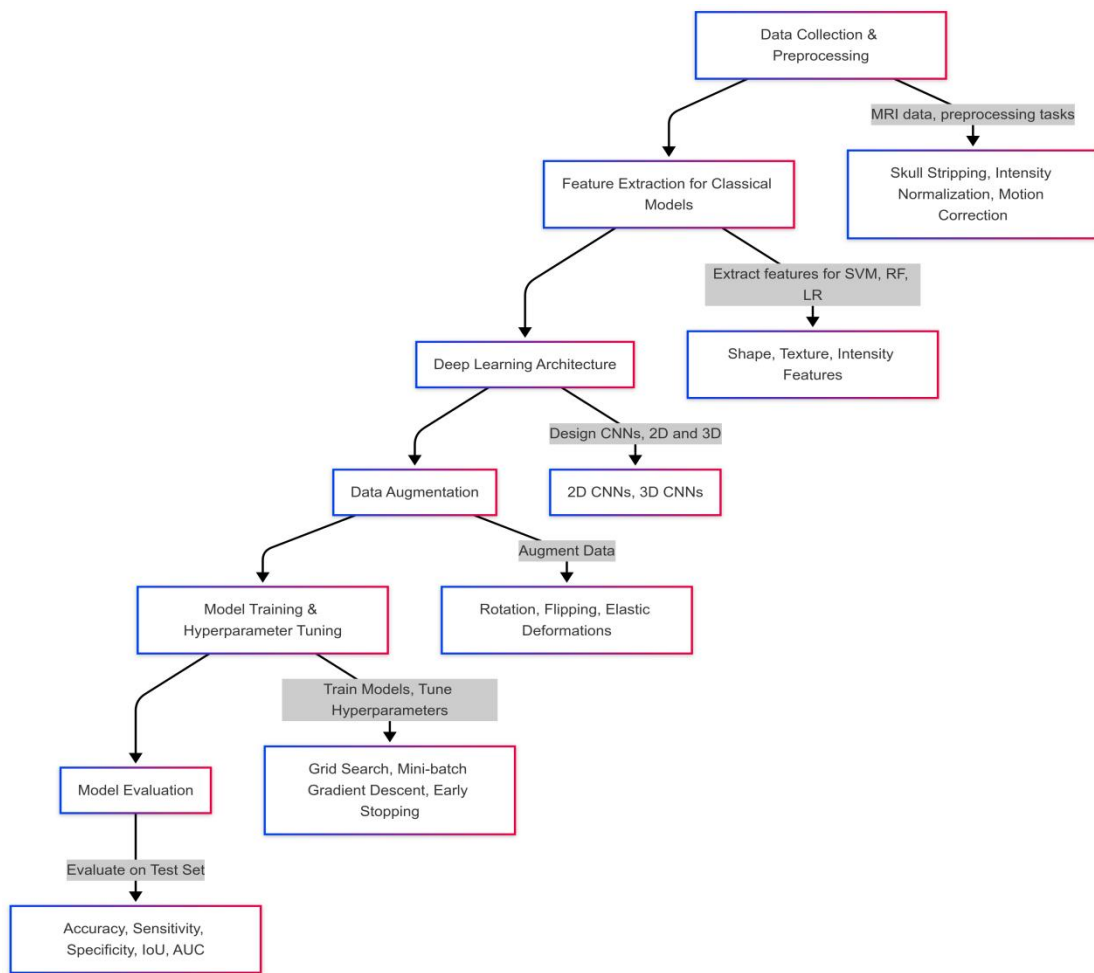 Data Collection &
Preprocessing
MRI data, preprocessing tasks
Skull Stripping, Intensity
Normalization, Motion
Correction
Feature Extraction for Classical
Models
Extract features for SVM, RF,
LR
Shape, Texture, Intensity
Features
Deep Learning Architecture
Design CNNs, 2D and 3D
2D CNNs, 3D CNNs
Data Augmentation
Augment Data
Rotation, Flipping, Elastic
Deformations
Model Training &
Hyperparameter Tuning
Train Models, Tune
Hyperparameters
Grid Search, Mini-batch
Gradient Descent, Early
Stopping
Model Evaluation
Evaluate on Test Set
Accuracy, Sensitivity,
Specificity, IoU, AUC